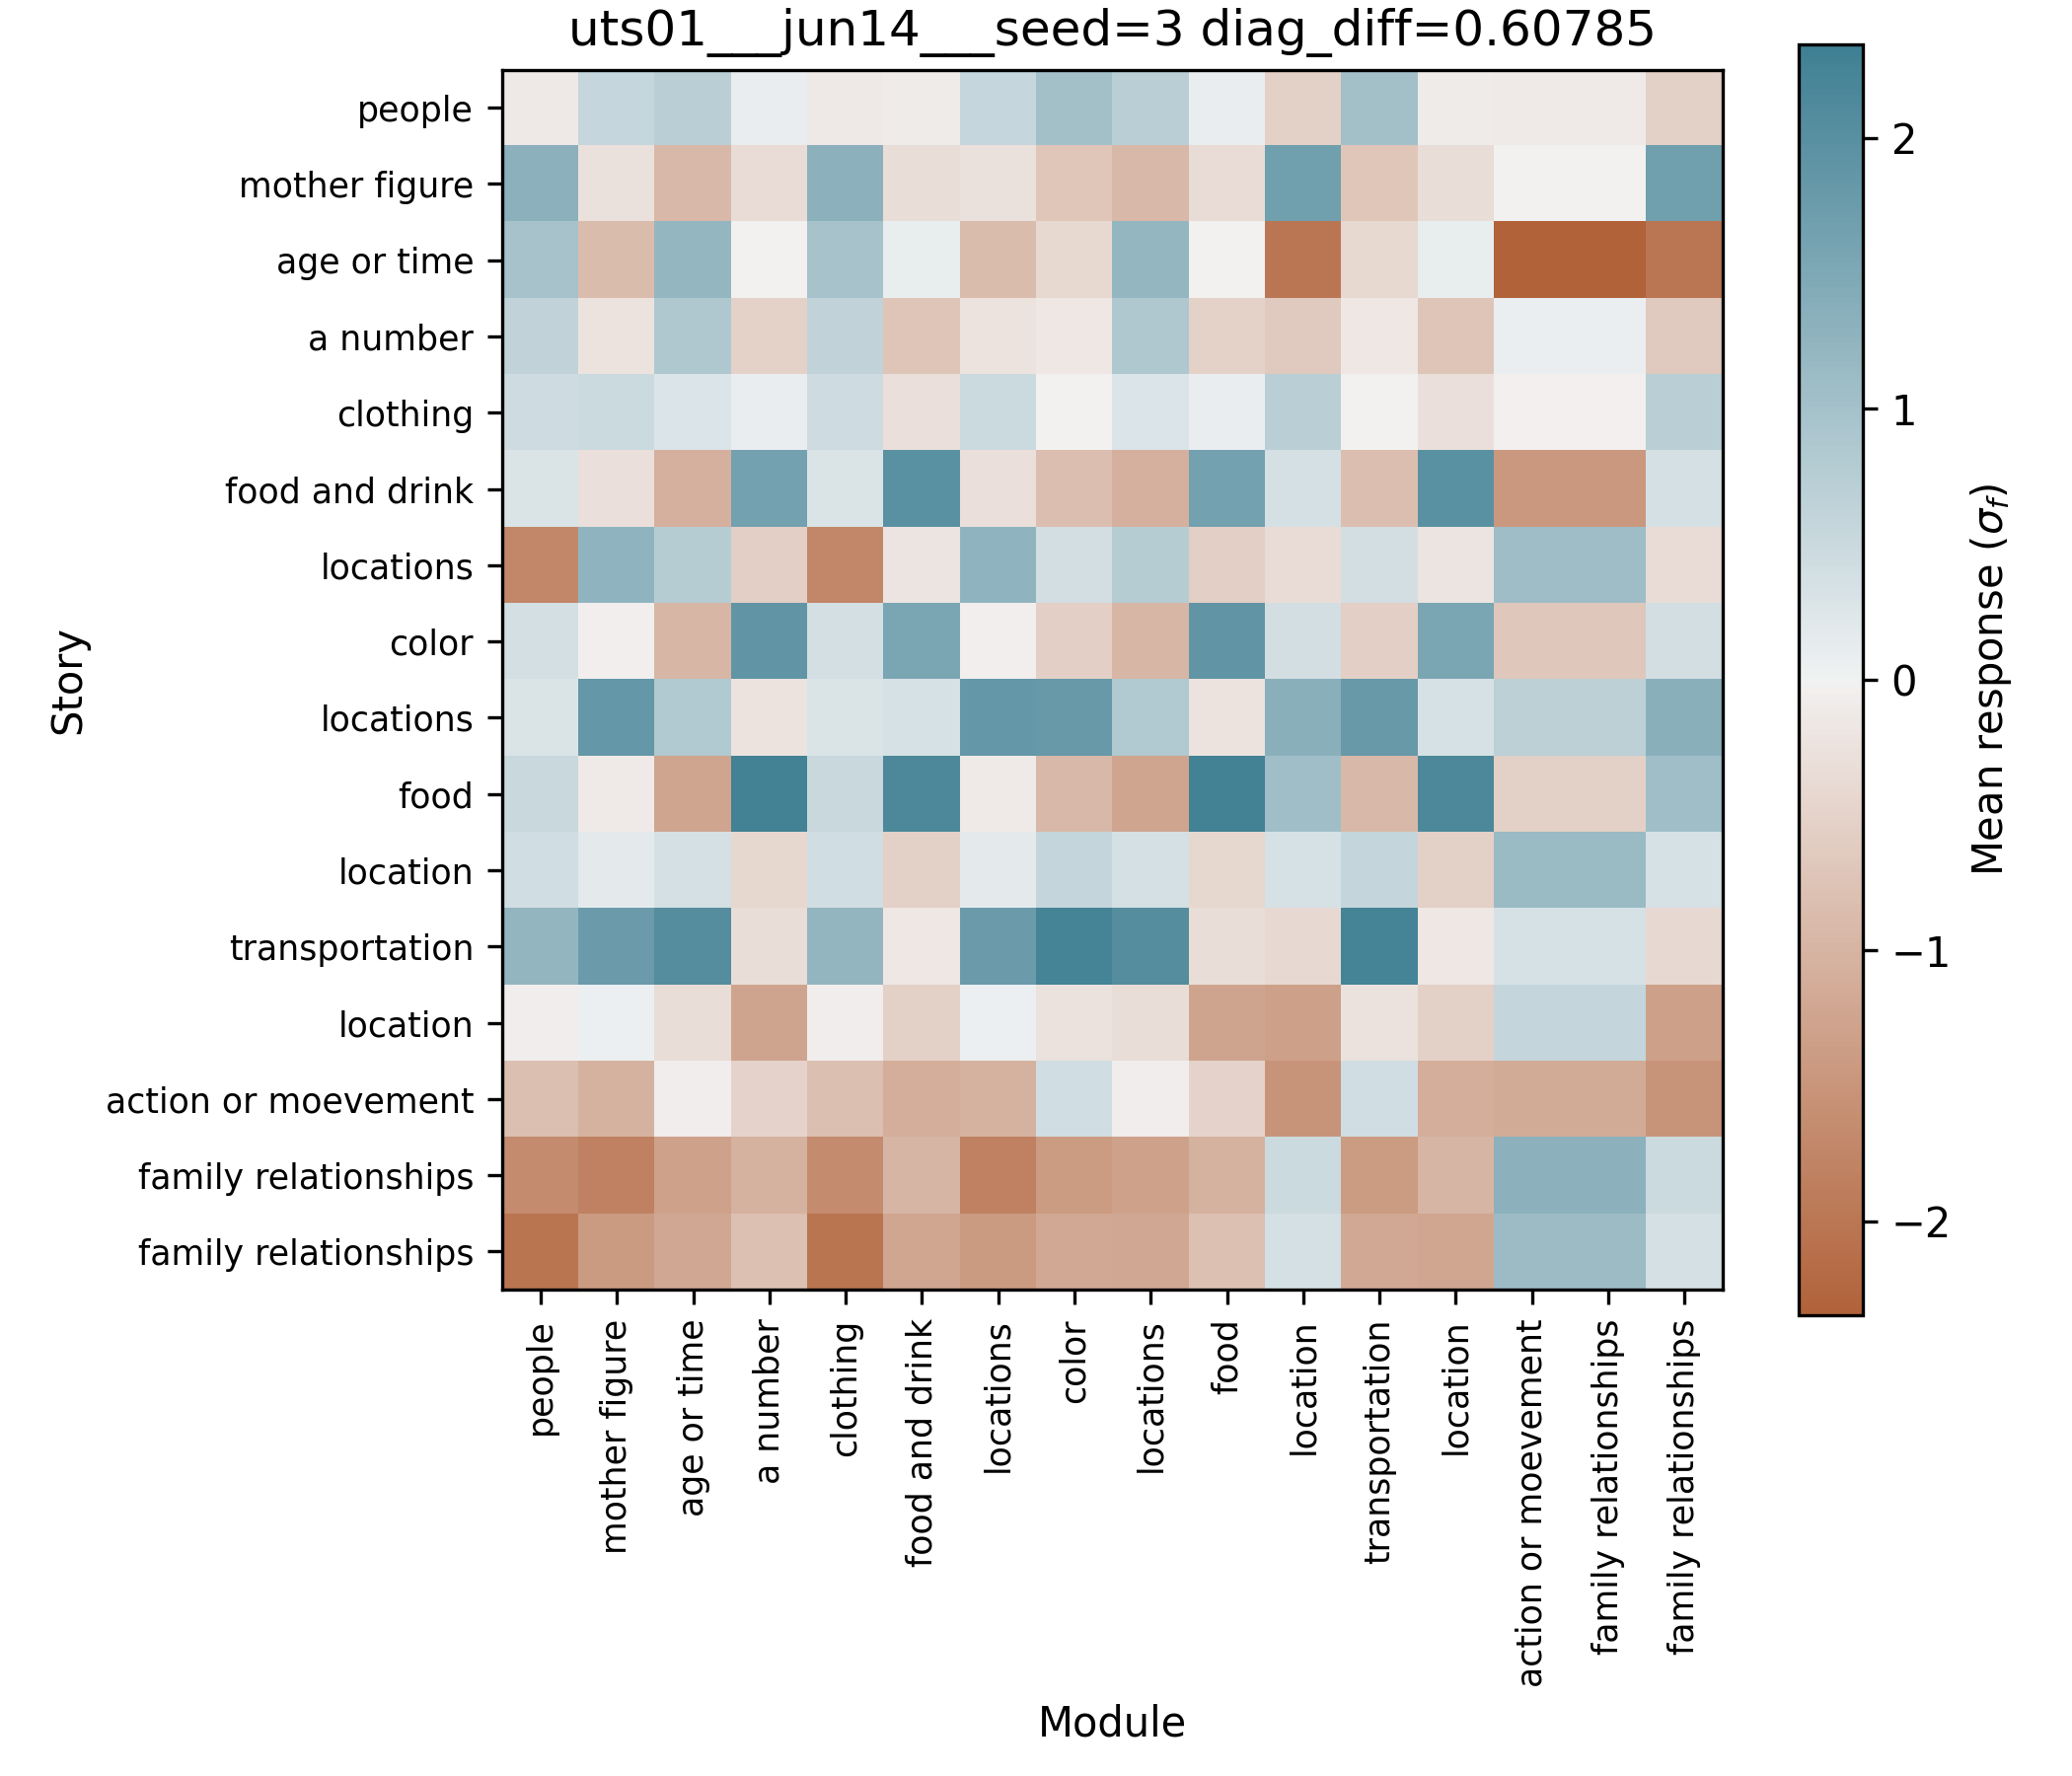 uts01___jun14___seed=3 diag_diff=0.60785
people
mother figure
age or time
a number
clothing
food and drink
locations
color
locations
food
location
transportation
location
action or moevement
family relationships
family relationships
Story
people
mother figure
age or time
a number
clothing
food and drink
locations
color
locations
food
location
transportation
location
action or moevement
family relationships
family relationships
Module
2
1
0
−1
−2
Mean response (σf)